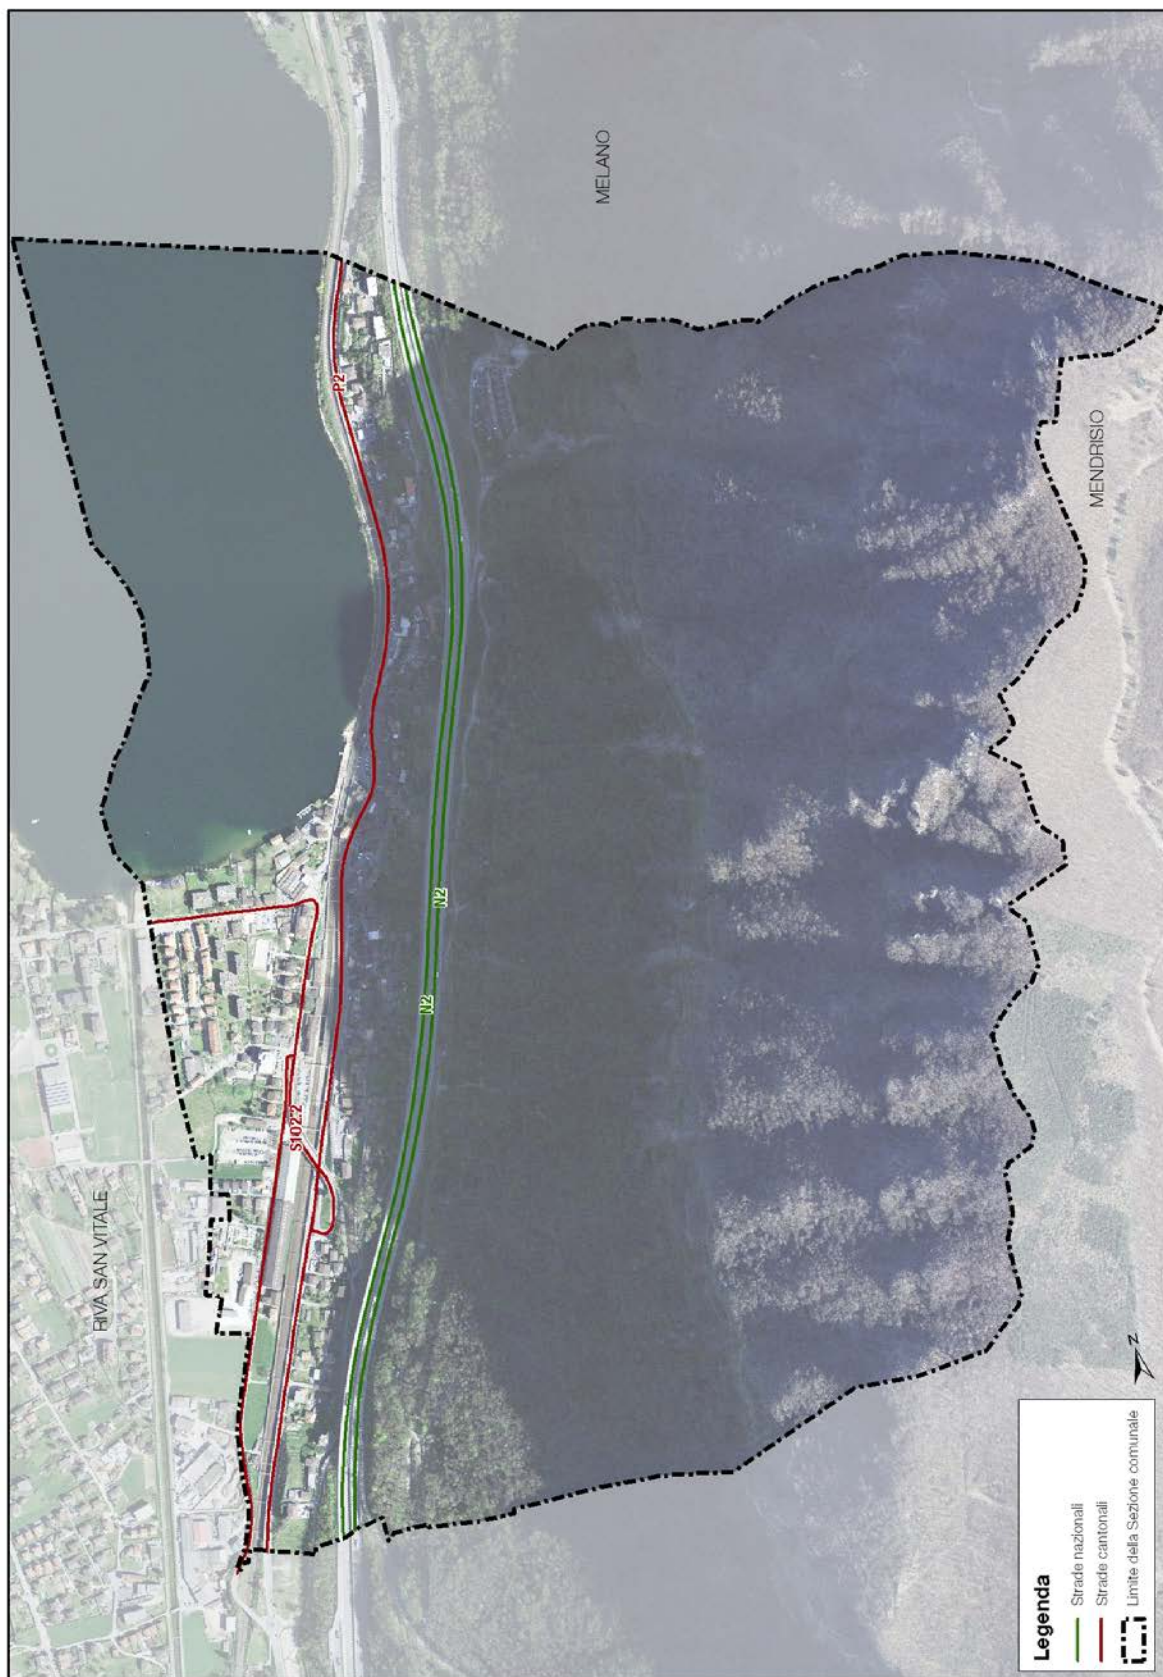 MELANO
P2
MENDRISIO
N2
N2
S102.2
RIVA SAN VITALE
N
Legenda
Strade nazionali
Strade cantonali
Limite della Sezione comunale